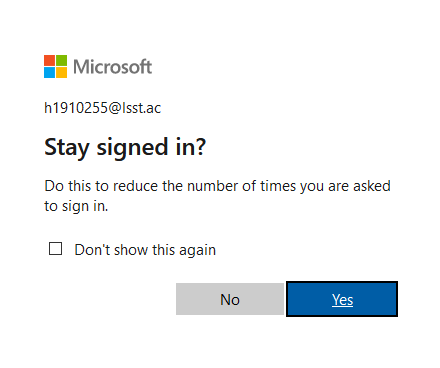 Microsoft
h1910255@lsst.ac
Stay signed in?
Do this to reduce the number of times you are asked
to sign in.
Don't show this again
No
Yes